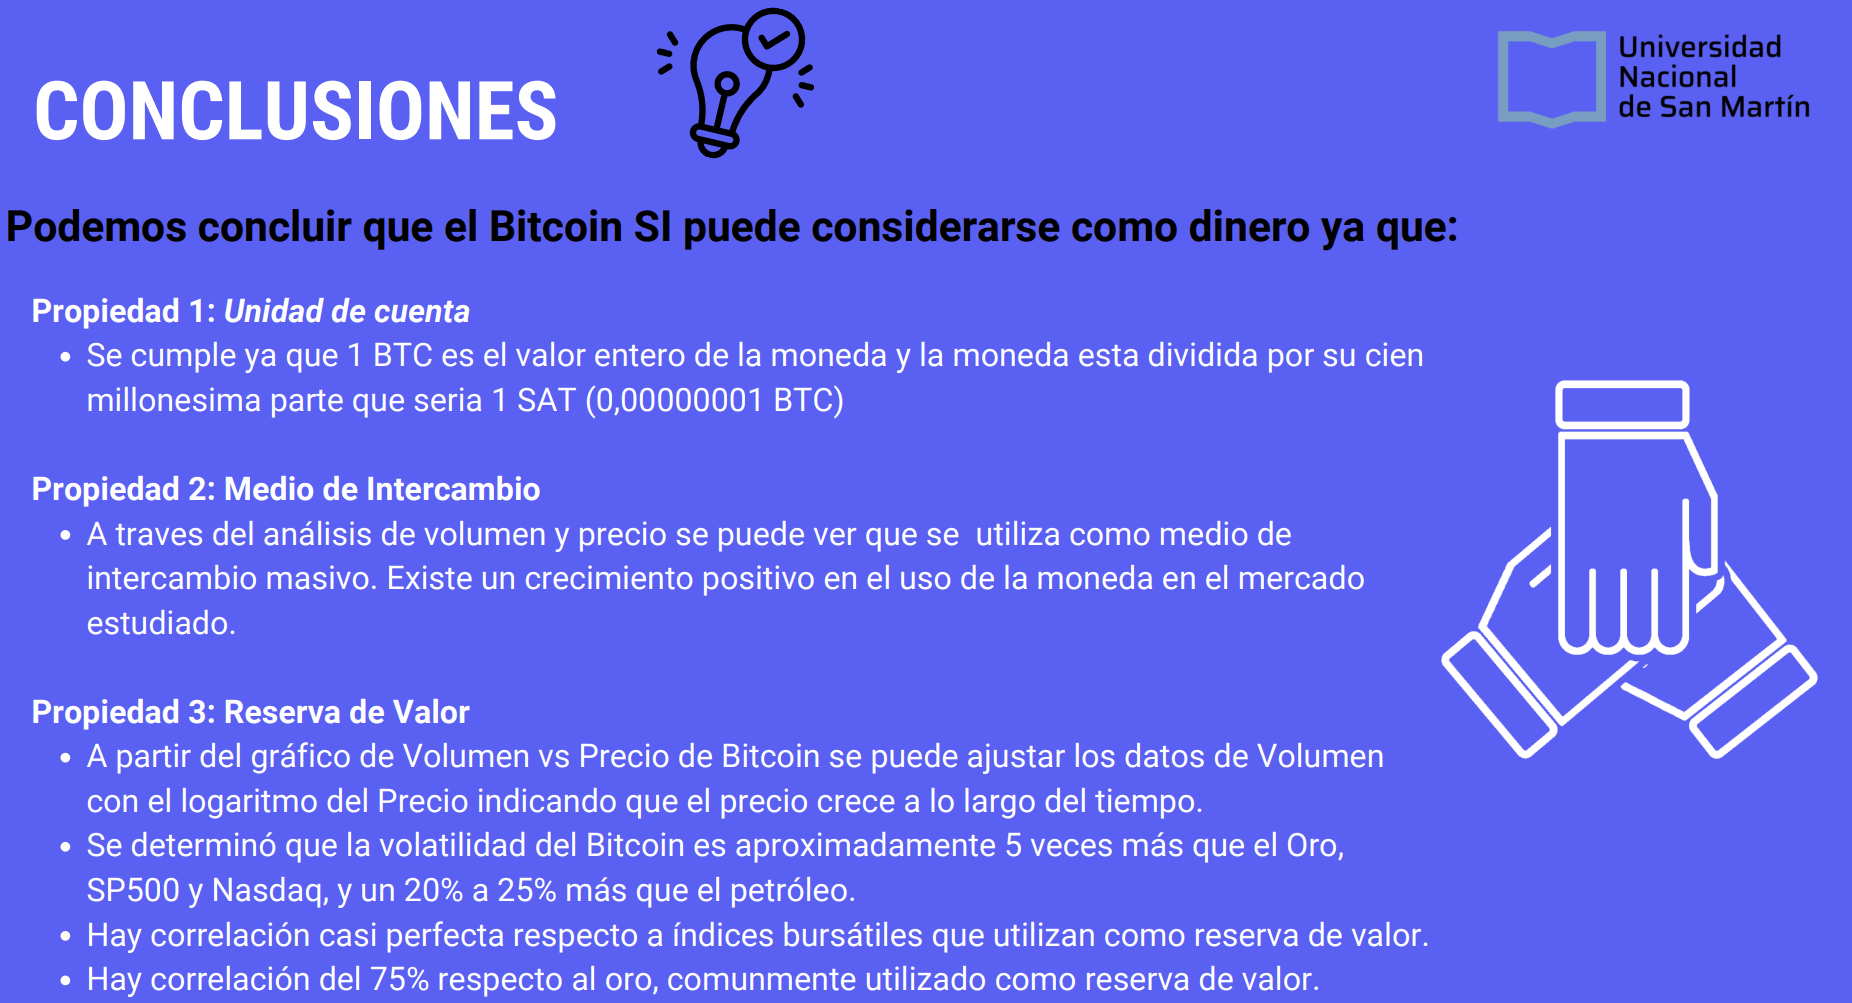 CONCLUSIONES
Universidad
Nacional
de San Martín
Podemos concluir que el Bitcoin SI puede considerarse como dinero ya que:
Propiedad 1: Unidad de cuenta
• Se cumple ya que 1 BTC es el valor entero de la moneda y la moneda esta dividida por su cien
millonesima parte que seria 1 SAT (0,00000001 BTC)
Propiedad 2: Medio de Intercambio
• A traves del análisis de volumen y precio se puede ver que se  utiliza como medio de
intercambio masivo. Existe un crecimiento positivo en el uso de la moneda en el mercado
estudiado.
Propiedad 3: Reserva de Valor
• A partir del gráfico de Volumen vs Precio de Bitcoin se puede ajustar los datos de Volumen
con el logaritmo del Precio indicando que el precio crece a lo largo del tiempo.
• Se determinó que la volatilidad del Bitcoin es aproximadamente 5 veces más que el Oro,
SP500 y Nasdaq, y un 20% a 25% más que el petróleo.
• Hay correlación casi perfecta respecto a índices bursátiles que utilizan como reserva de valor.
• Hay correlación del 75% respecto al oro, comunmente utilizado como reserva de valor.